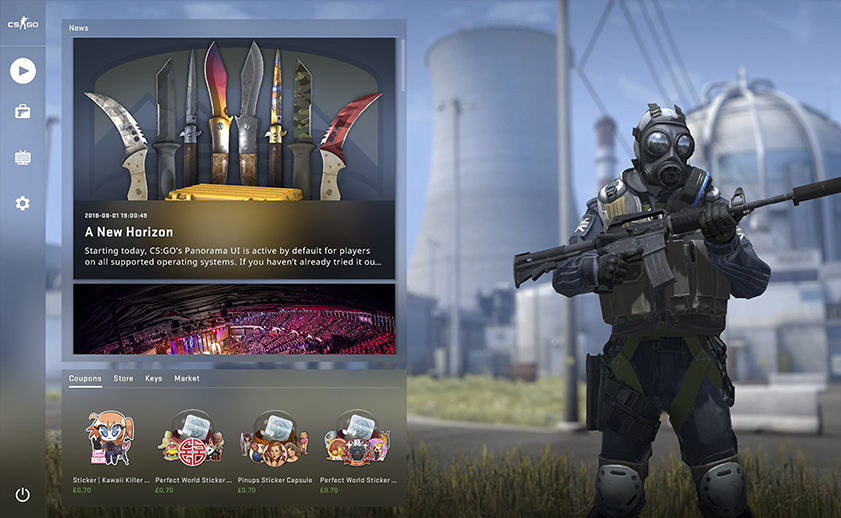 CS GO
News
2018-08-01 19:00:49
A New Horizon
Starting today, CS:GO's Panorama UI is active by default for players
on all supported operating systems. If you haven't already tried it ou...
Coupons Store Keys Market
Sticker | Kawaii Killer ... Perfect World Sticker ... Pinups Sticker Capsule Perfect World Sticker ...
£0.70 £0.70 £0.70 £0.70